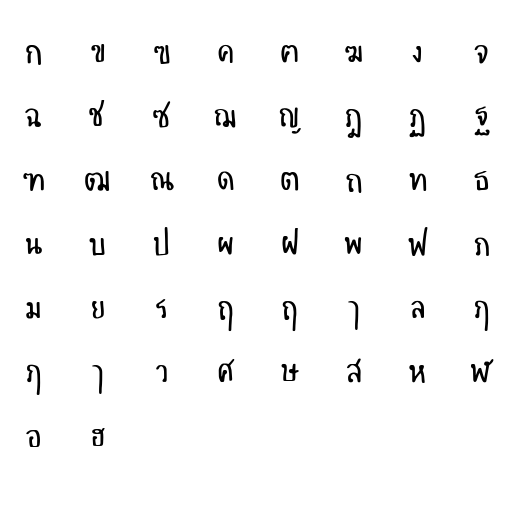 ก ข ฃ ค ฅ ฆ ง จ
ฉ ช ซ ฌ ญ ฎ ฏ ฐ
ฑ ฒ ณ ด ต ถ ท ธ
น บ ป ผ ฝ พ ฟ ภ
ม ย ร ฤ ฤ ๅ ล ฦ
ฦ ๅ ว ศ ษ ส ห ฬ
อ ฮ